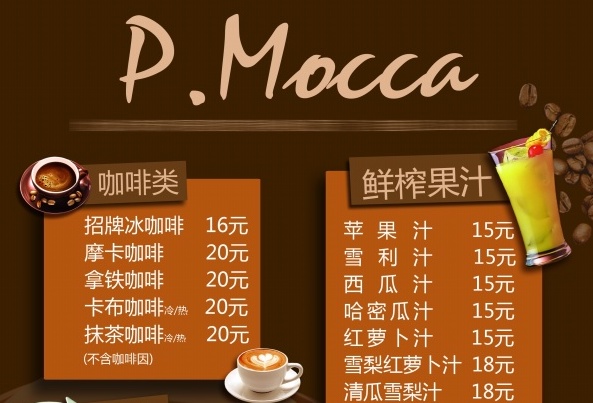 P.Mocca
咖啡类
招牌冰咖啡 16元
摩卡咖啡 20元
拿铁咖啡 20元
卡布咖啡冷/热 20元
抹茶咖啡冷/热 20元
(不含咖啡因)
鲜榨果汁
苹果汁 15元
雪利汁 15元
西瓜汁 15元
哈密瓜汁 15元
红萝卜汁 15元
雪梨红萝卜汁 18元
清瓜雪梨汁 18元